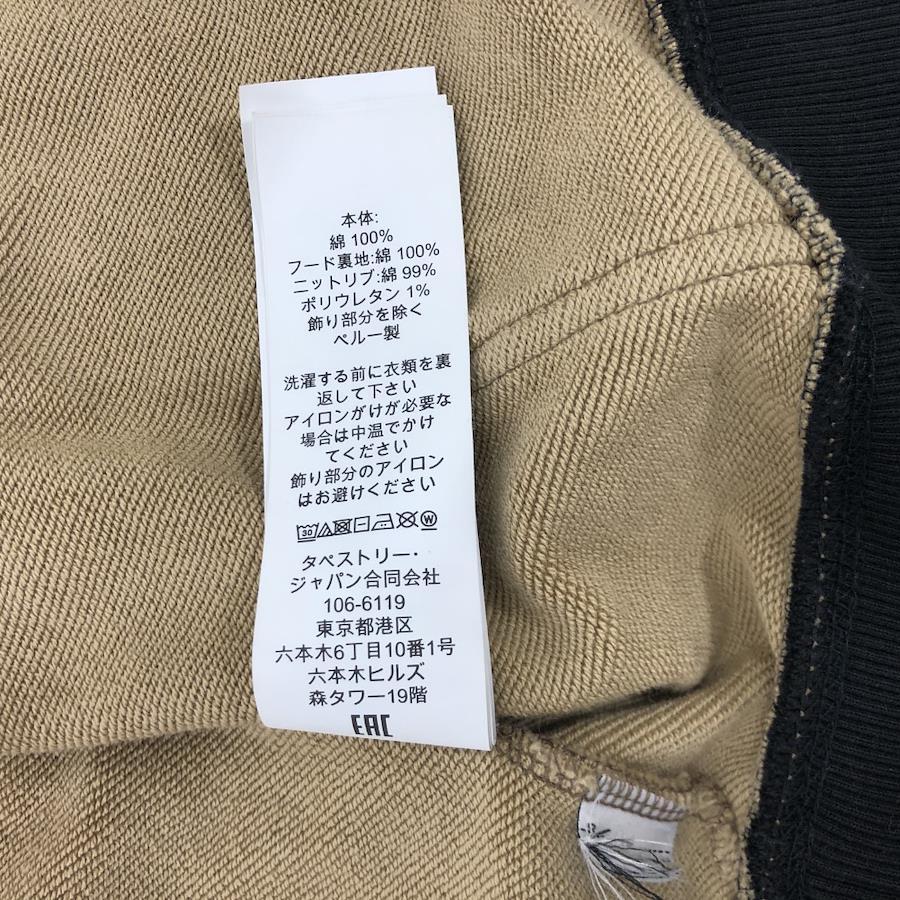 本体:
綿 100%
フード裏地:綿 100%
ニットリブ:綿 99%
ポリウレタン 1%
飾り部分を除く
ペルー製
洗濯する前に衣類を裏
返して下さい
アイロンがけが必要な
場合は中温でかけ
てください
飾り部分のアイロン
はお避けください
30 W
タペストリー・
ジャパン合同会社
106-6119
東京都港区
六本木6丁目10番1号
六本木ヒルズ
森タワー19階
EAC